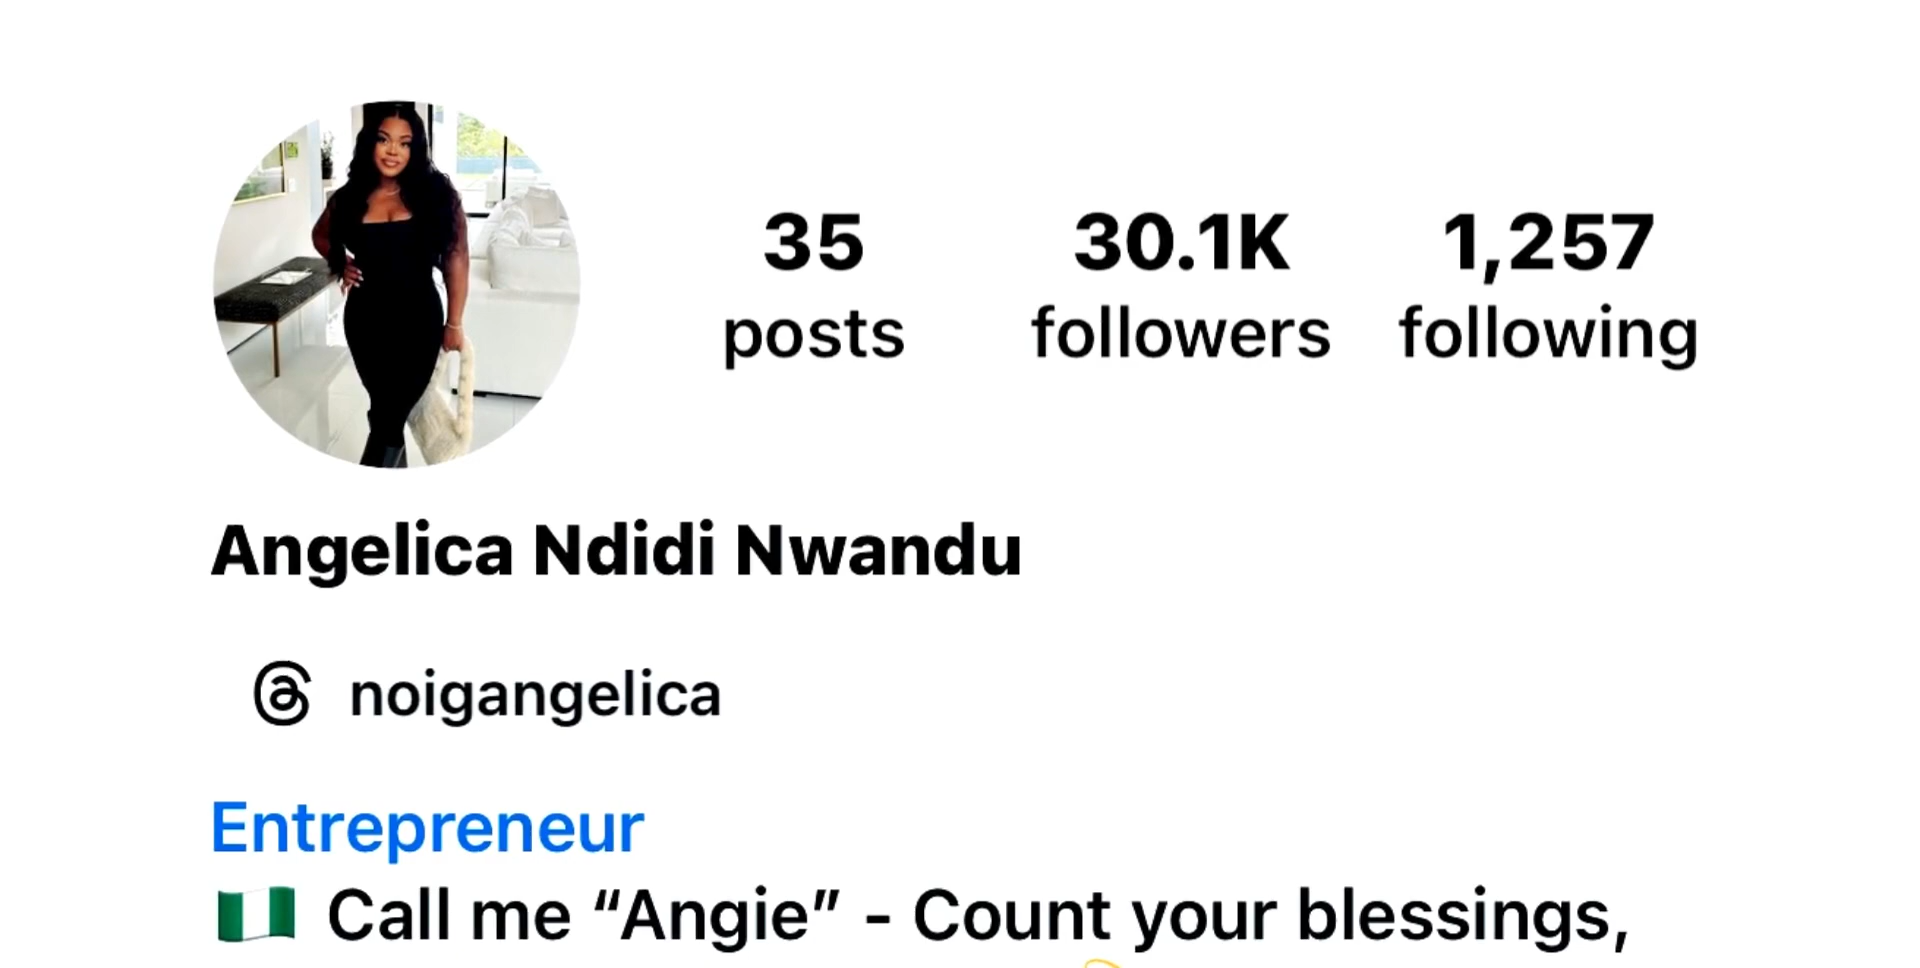 35 30.1K 1,257
posts followers following
Angelica Ndidi Nwandu
noigangelica
Entrepreneur
🇳🇬 Call me “Angie” - Count your blessings,